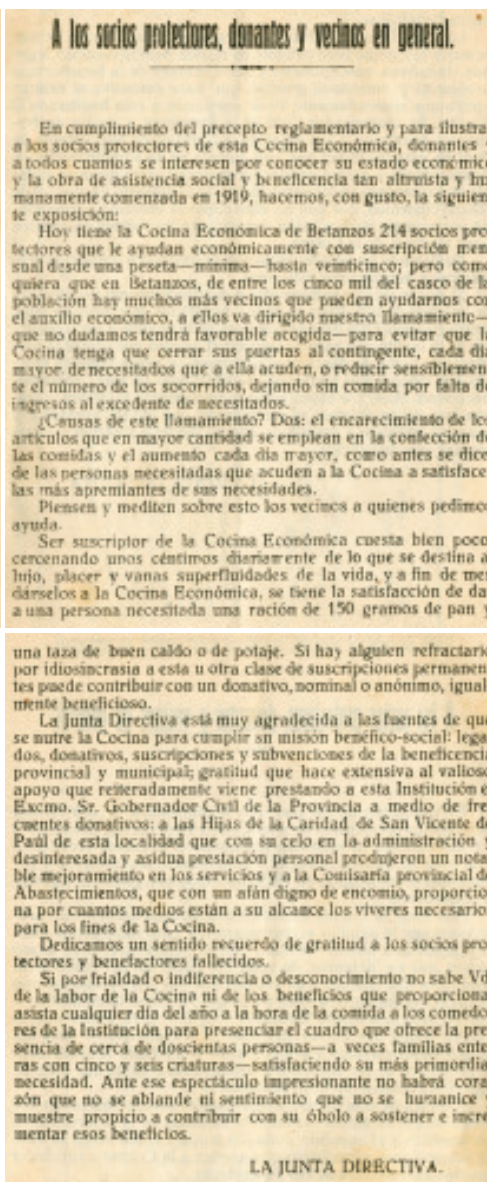 A los socios protectores, donantes y vecinos en general.
En cumplimiento del precepto reglamentario y para ilustra
a los socios protectores de esta Cocina Económica, donantes
a todos cuantos se interesen por conocer su estado económic
y la obra de asistencia social y beneficencia tan altruista y hu
manamente comenzada en 1919, hacemos, con gusto, la siguien
te exposición:
Hoy tiene la Cocina Económica de Betanzos 214 socios pro
tectores que le ayudan económicamente con suscripción men
sual desde una peseta—mínima—hasta veinticinco; pero como
quiera que en Betanzos, de entre los cinco mil del casco de la
población hay muchos más vecinos que pueden ayudarnos con
el auxilio económico, a ellos va dirigido nuestro llamamiento—
que no dudamos tendrá favorable acogida—para evitar que l
Cocina tenga que cerrar sus puertas al contingente, cada día
mayor, de necesitados que a ella acuden, o reducir sensiblemen
te el número de los socorridos, dejando sin comida por falta d
ingresos al excedente de necesitados.
¿Causas de este llamamiento? Dos: el encarecimiento de lo
artículos que en mayor cantidad se emplean en la confección d
las comidas y el aumento cada día mayor, como antes se dice
de las personas necesitadas que acuden a la Cocina a satisface
las más apremiantes de sus necesidades.
Piensen y mediten sobre esto los vecinos a quienes pedimo
ayuda.
Ser suscriptor de la Cocina Económica cuesta bien poco
cercenando unos céntimos diariamente de lo que se destina a
lujo, placer y vanas superfluidades de la vida, y a fin de mes
dárselos a la Cocina Económica, se tiene la satisfacción de da
a una persona necesitada una ración de 150 gramos de pan y
una taza de buen caldo o de potaje. Si hay alguien refractari
por idiosincrasia a esta u otra clase de suscripciones permanen
tes puede contribuir con un donativo, nominal o anónimo, igual
mente beneficioso.
La Junta Directiva está muy agradecida a las fuentes de que
se nutre la Cocina para cumplir su misión benéfico-social: lega
dos, donativos, suscripciones y subvenciones de la beneficenci
provincial y municipal; gratitud que hace extensiva al valios
apoyo que reiteradamente viene prestando a esta Institución e
Excmo. Sr. Gobernador Civil de la Provincia a medio de fre
cuentes donativos: a las Hijas de la Caridad de San Vicente d
Paúl de esta localidad que con su celo en la administración y
desinteresada y asidua prestación personal produjeron un nota
ble mejoramiento en los servicios y a la Comisaría provincial d
Abastecimientos, que con un afán digno de encomio, proporcio
na por cuantos medios están a su alcance los víveres necesario
para los fines de la Cocina.
Dedicamos un sentido recuerdo de gratitud a los socios pro
tectores y benefactores fallecidos.
Si por frialdad o indiferencia o desconocimiento no sabe Vd
de la labor de la Cocina ni de los beneficios que proporciona
asista cualquier día del año a la hora de la comida a los comedo
res de la Institución para presenciar el cuadro que ofrece la pre
sencia de cerca de doscientas personas—a veces familias ente
ras con cinco y seis criaturas—satisfaciendo su más primordia
necesidad. Ante ese espectáculo impresionante no habrá cora
zón que no se ablande ni sentimiento que no se humanice y
muestre propicio a contribuir con su óbolo a sostener e incre
mentar esos beneficios.
LA JUNTA DIRECTIVA.